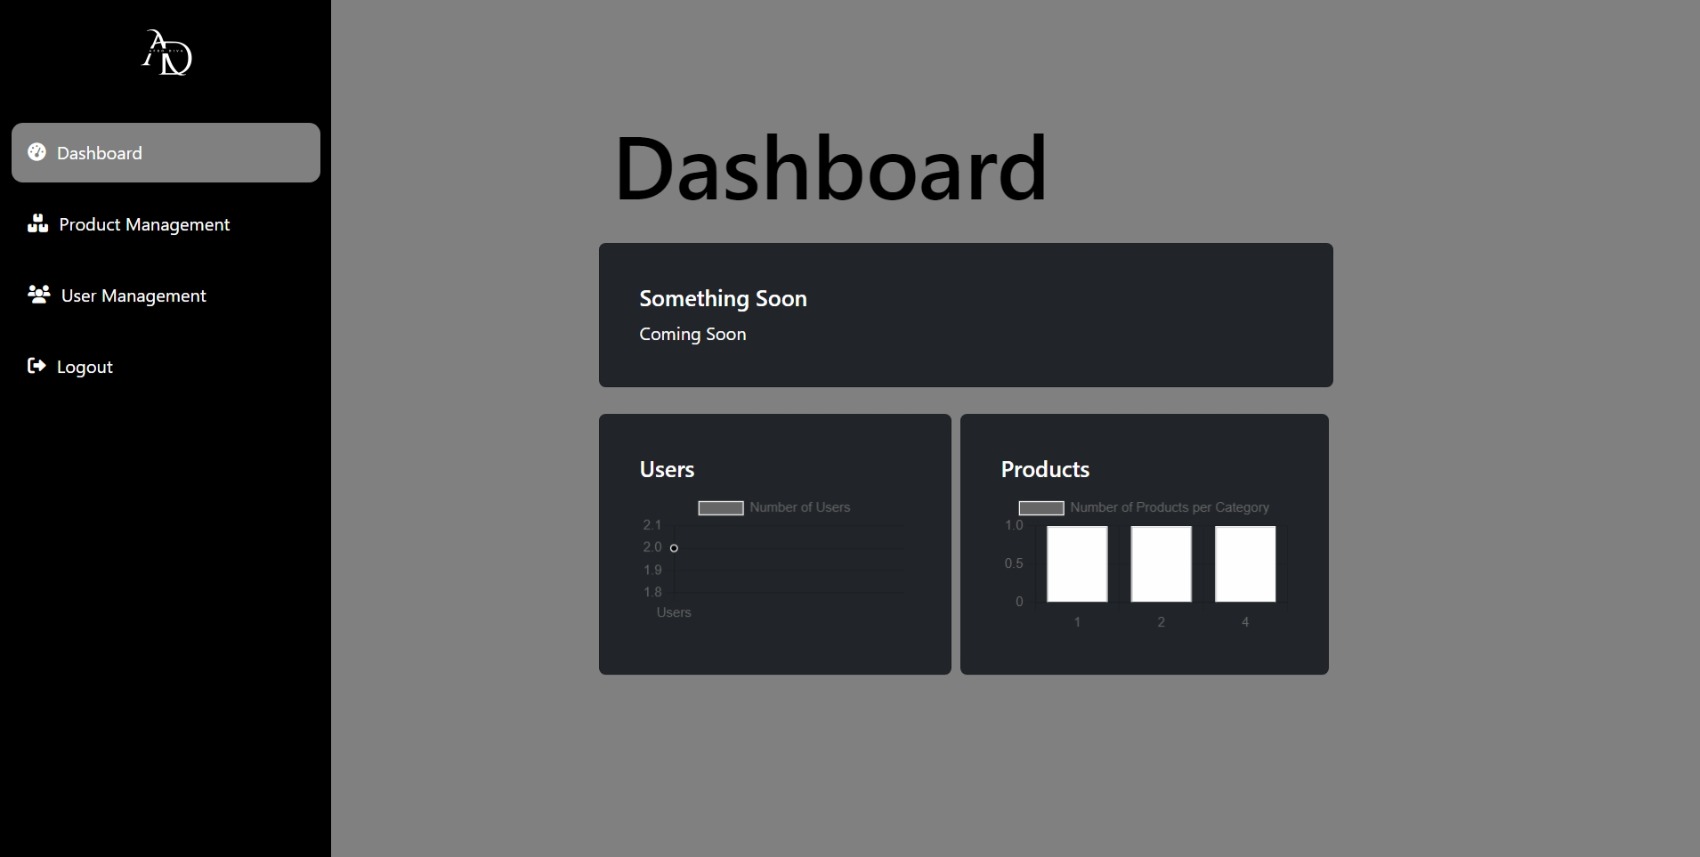 AD
Dashboard
Product Management
User Management
Logout
Dashboard
Something Soon
Coming Soon
Users
Number of Users
2.1
2.0
1.9
1.8
Users
Products
Number of Products per Category
1.0
0.5
0
1 2 4